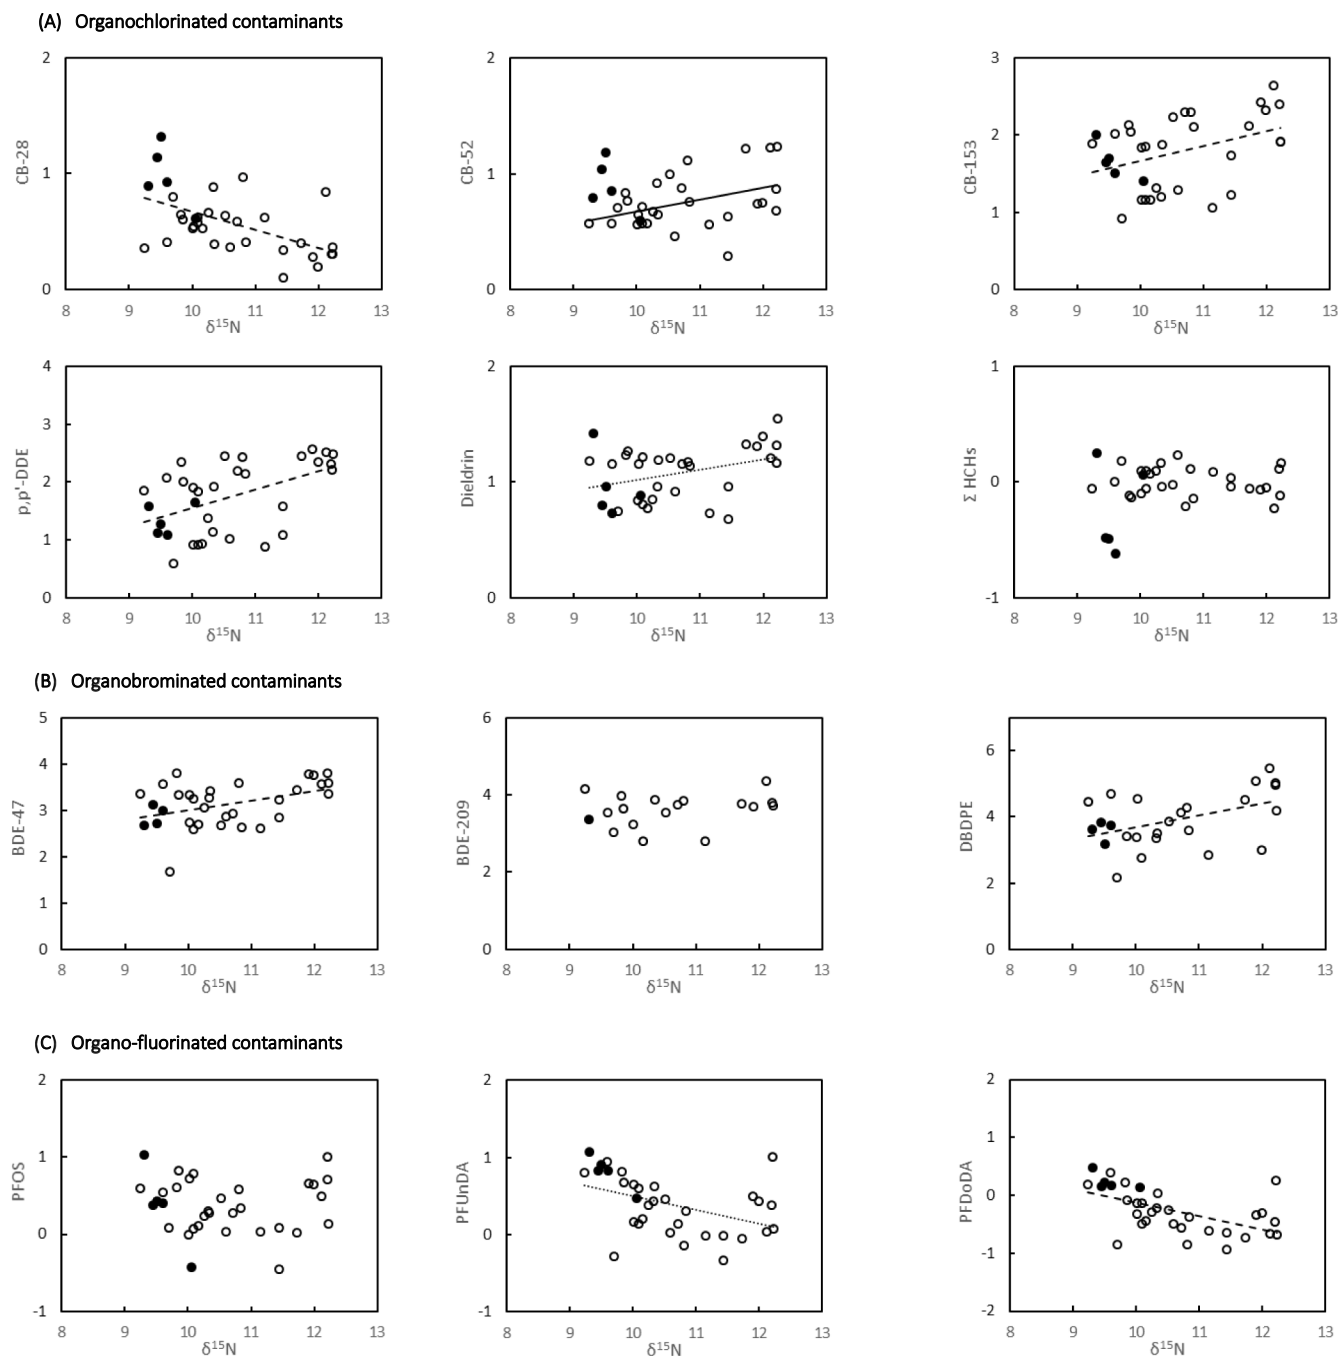 (A) Organochlorinated contaminants
2 2 3
CB-28 CB-52 CB-153
2
1 1
1
0 0 0
8 9 10 11 12 13 8 9 10 11 12 13 8 9 10 11 12 13
δ15N δ15N δ15N
4 2 1
p,p'-DDE Dieldrin Σ HCHs
3
2 1 0
1
0 0 -1
8 9 10 11 12 13 8 9 10 11 12 13 8 9 10 11 12 13
δ15N δ15N δ15N
(B) Organobrominated contaminants
5 6
BDE-47 BDE-209 DBDPE
6
4
4
3 4
2 2 2
1
0 0 0
8 9 10 11 12 13 8 9 10 11 12 13 8 9 10 11 12 13
δ15N δ15N δ15N
(C) Organo-fluorinated contaminants
2 2 2
PFOS PFUnDA PFDoDA
1 1 1
0 0 0
-1
-1 -1 -2
8 9 10 11 12 13 8 9 10 11 12 13 8 9 10 11 12 13
δ15N δ15N δ15N